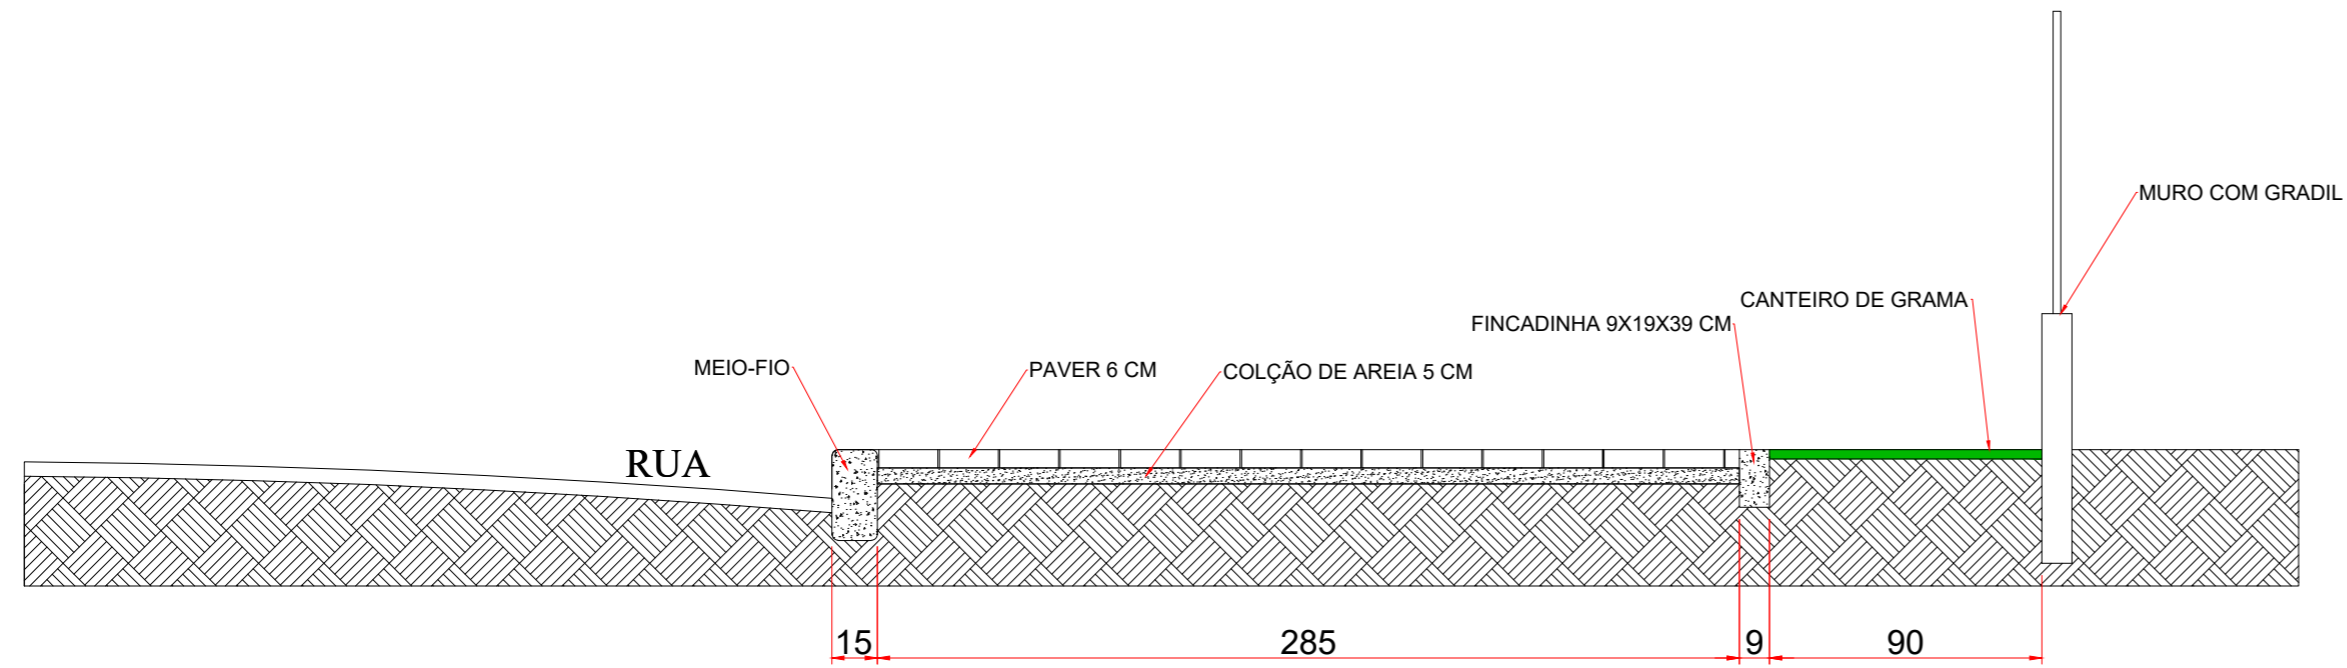 MURO COM GRADIL
CANTEIRO DE GRAMA
FINCADINHA 9X19X39 CM
MEIO-FIO
PAVER 6 CM
COLÇÃO DE AREIA 5 CM
RUA
15
285
9
90